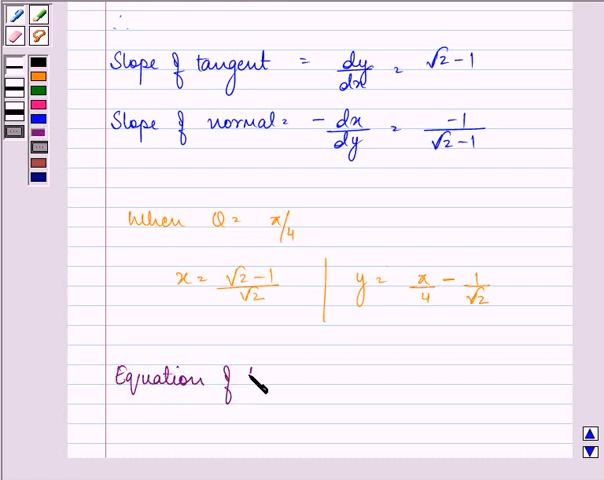 ∴
Slope of tangent = dy/dx = √2 - 1
Slope of normal = - dx/dy = -1/(√2 - 1)
When θ = π/4
x = (√2 - 1)/√2 | y = π/4 - 1/√2
Equation of